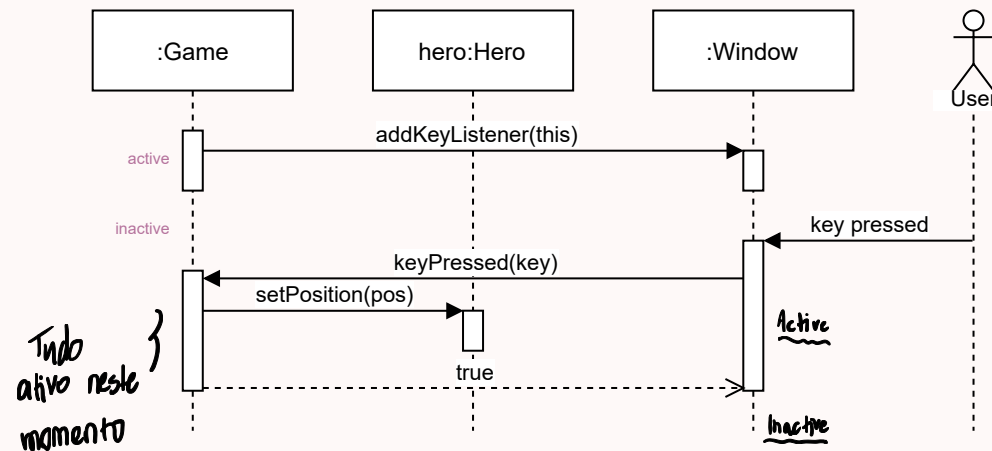 :Game
hero:Hero
:Window
User
addKeyListener(this)
active
inactive
key pressed
keyPressed(key)
setPosition(pos)
Active
Tudo
ativo neste
momento
true
Inactive